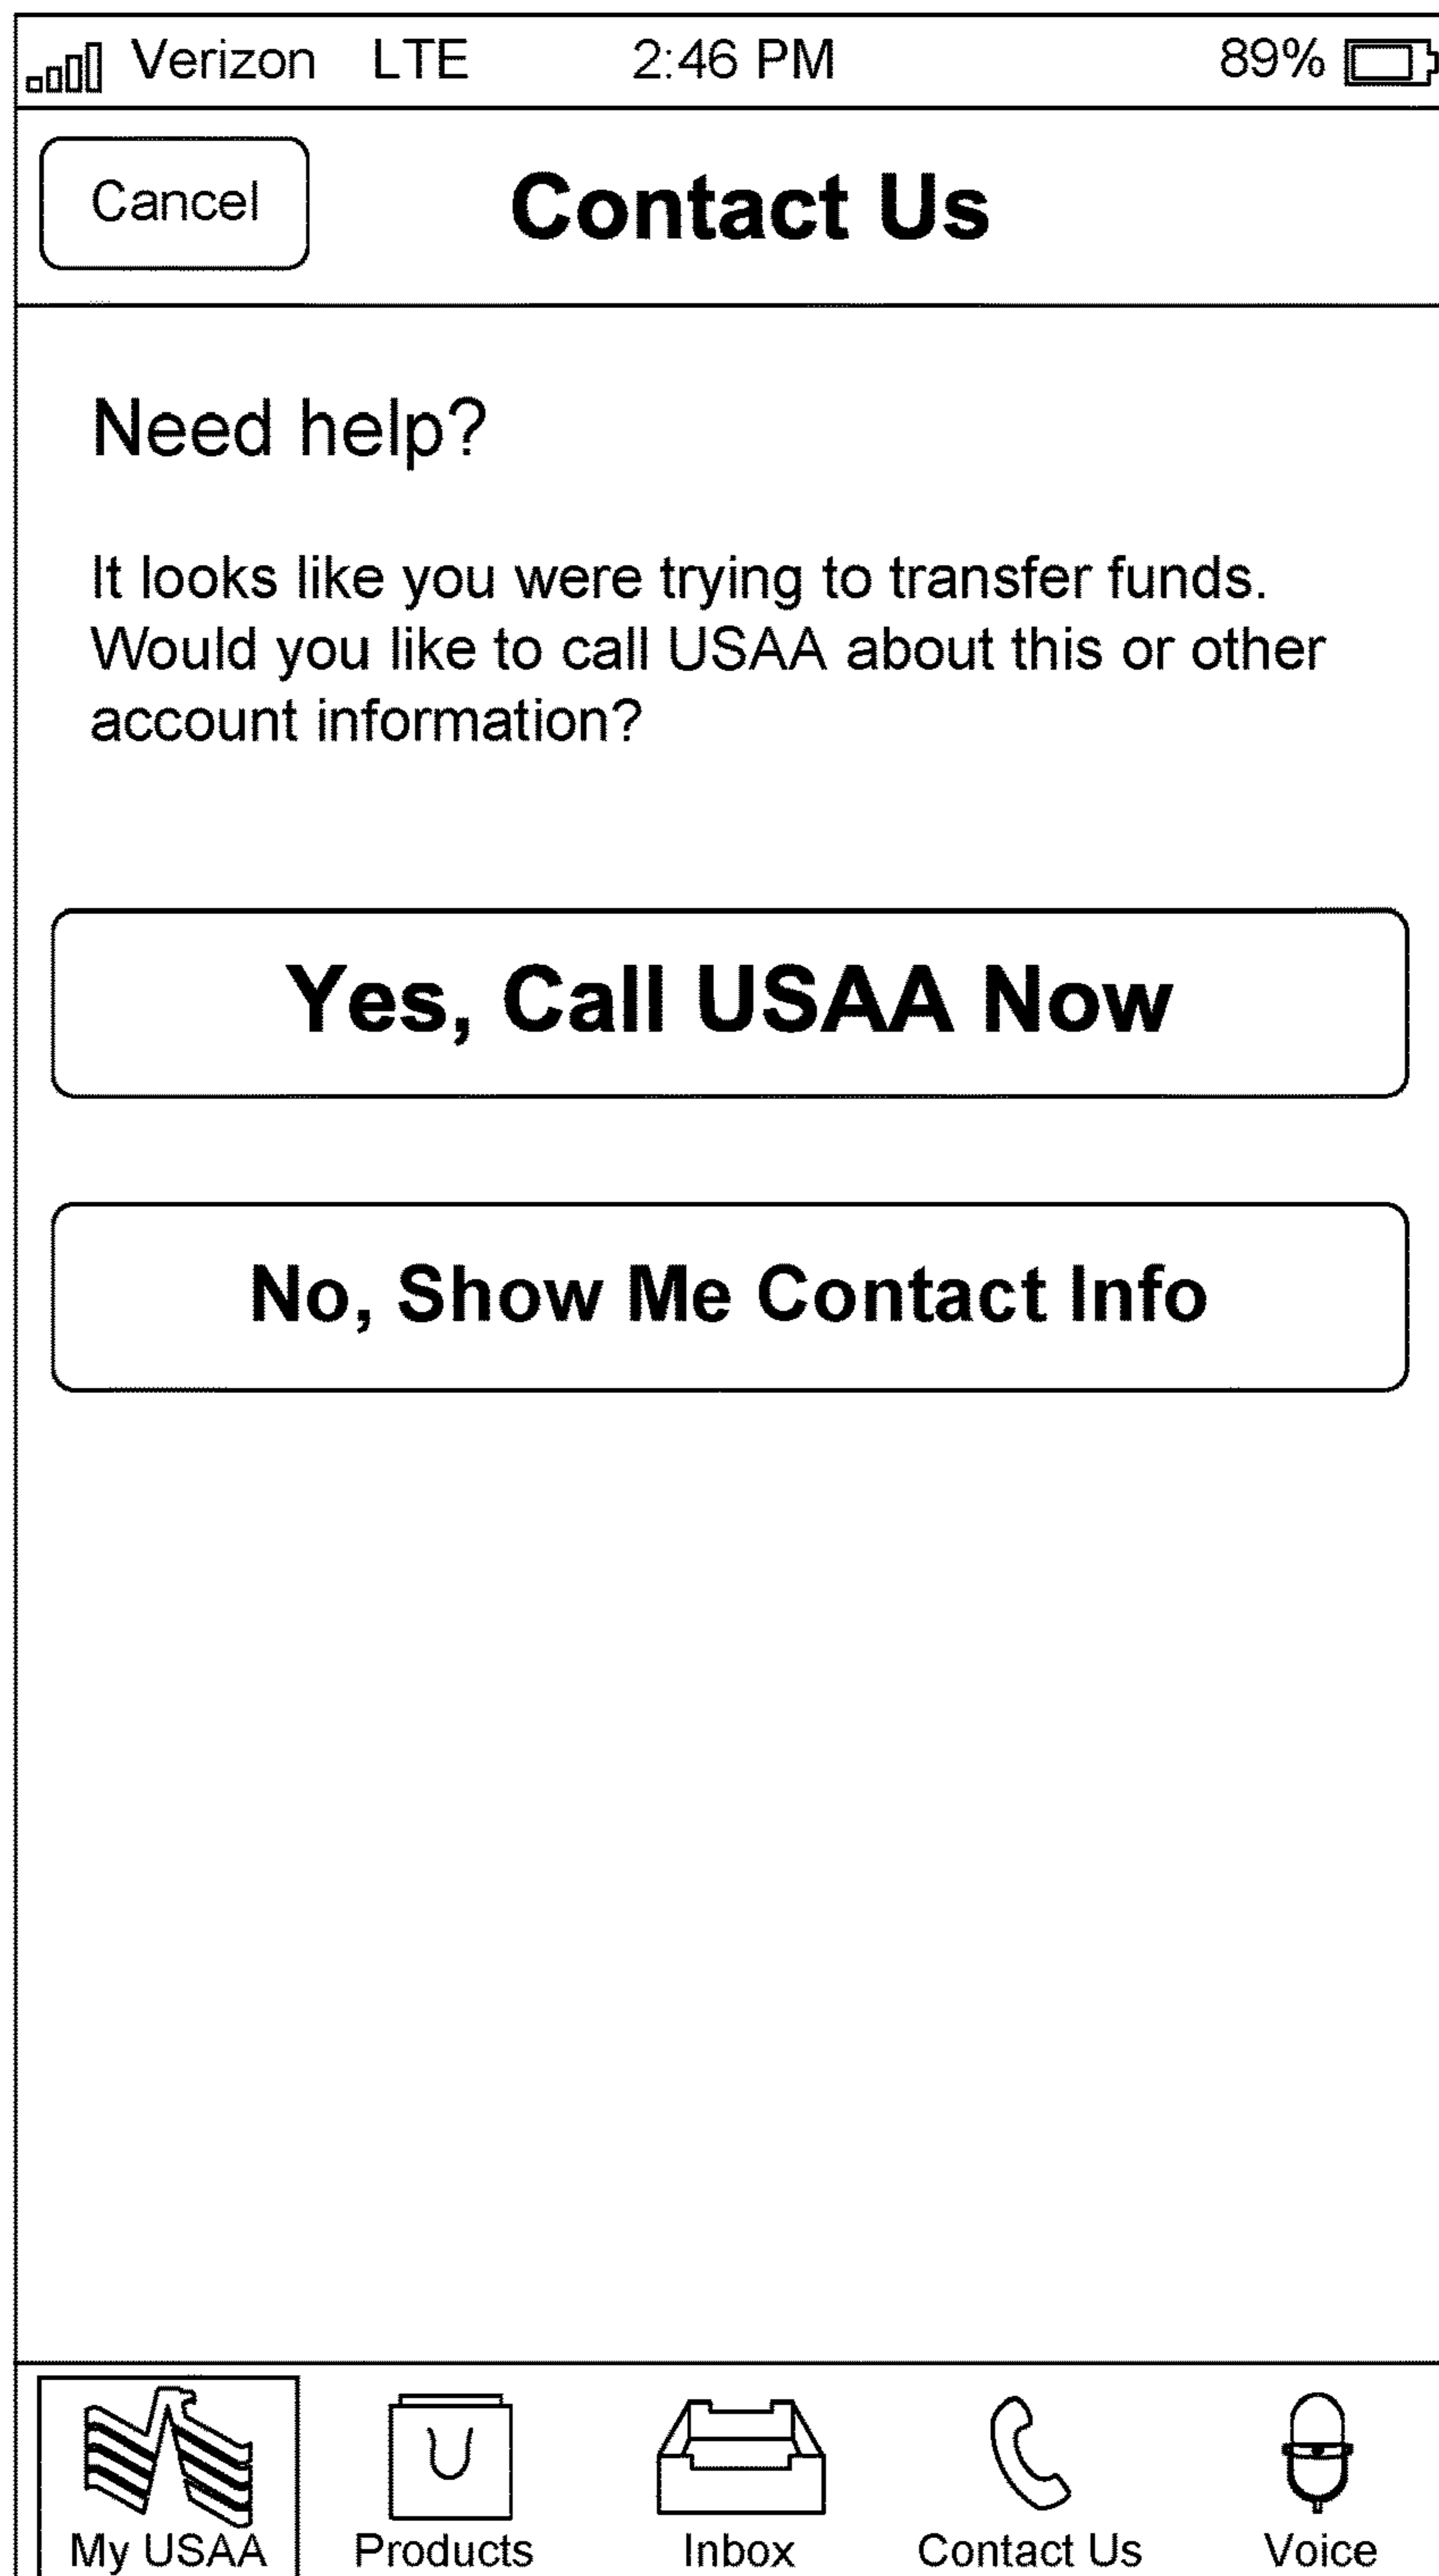 Verizon LTE 2:46 PM 89%
Cancel Contact Us
Need help?
It looks like you were trying to transfer funds.
Would you like to call USAA about this or other
account information?
Yes, Call USAA Now
No, Show Me Contact Info
My USAA Products Inbox Contact Us Voice